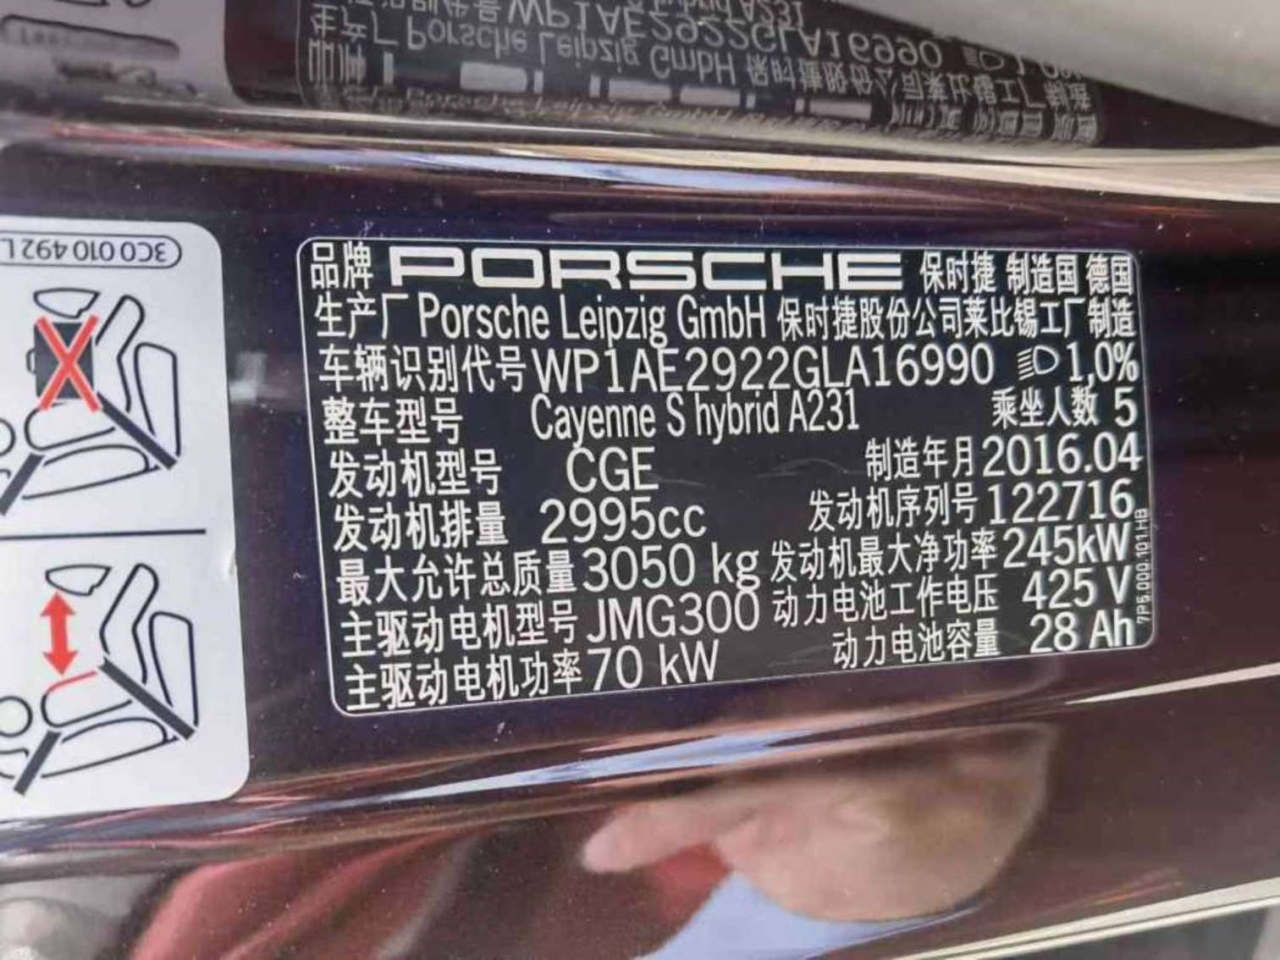 3C0 010 492 L
品牌 PORSCHE 保时捷 制造国 德国
生产厂 Porsche Leipzig GmbH 保时捷股份公司莱比锡工厂制造
车辆识别代号 WP1AE2922GLA16990 1,0%
整车型号 Cayenne S hybrid A231 乘坐人数 5
发动机型号 CGE 制造年月 2016.04
发动机排量 2995cc 发动机序列号 122716
最大允许总质量 3050 kg 发动机最大净功率 245kW
主驱动电机型号 JMG300 动力电池工作电压 425 V
主驱动电机功率 70 kW 动力电池容量 28 Ah
7P5.000.101.HB